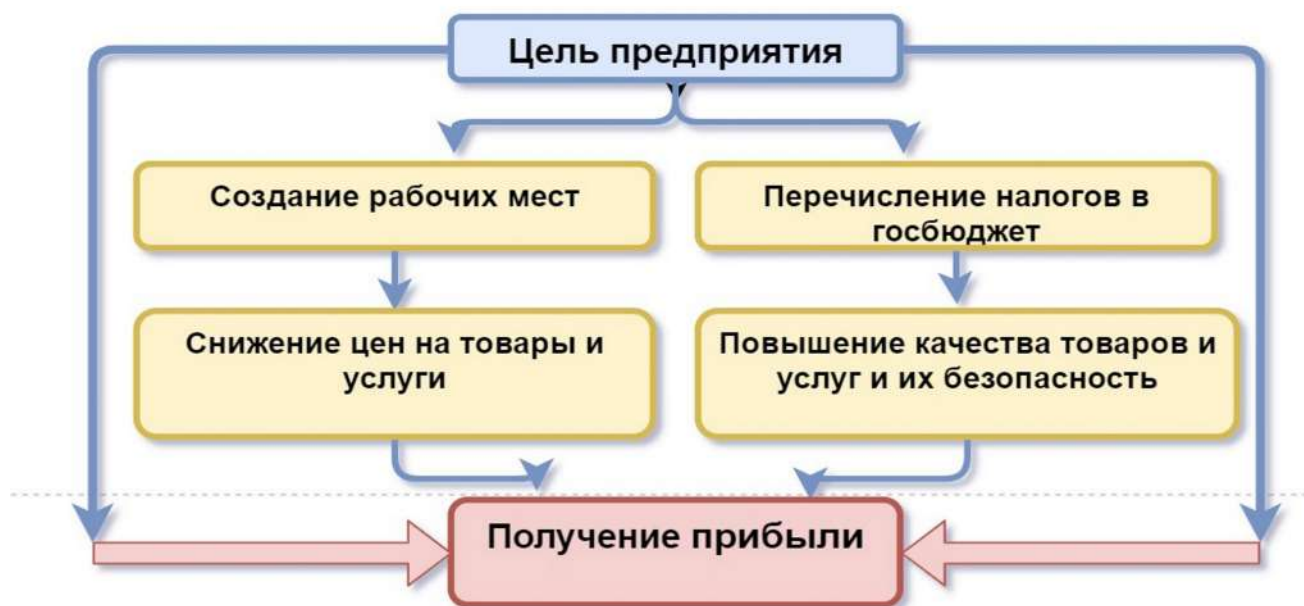 Цель предприятия
Создание рабочих мест
Перечисление налогов в
госбюджет
Снижение цен на товары и
услуги
Повышение качества товаров и
услуг и их безопасность
Получение прибыли